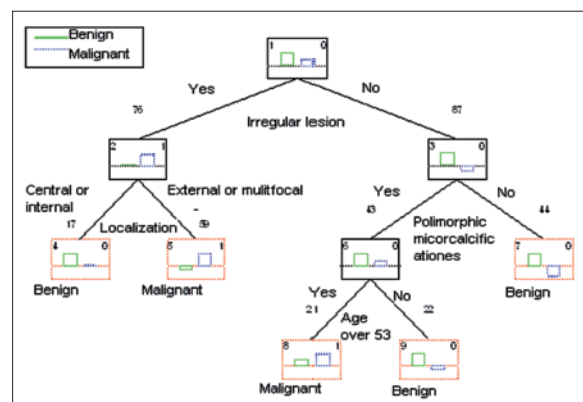 Benign
Malignant
1 0
Yes No
76 87
Irregular lesion
2 1
3 0
Central or
internal
External or mulitfocal
Yes No
17 Localization 59
43 44
Polimorphic
micorcalcific
ationes
4 0
5 1
6 0
7 0
Benign Malignant
Benign
Yes No
21 22
Age
over 53
8 1
9 0
Malignant Benign